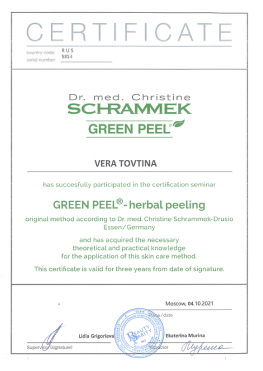 CERTIFICATE
country code: RUS
serial number:
Dr. med. Christine
SCHRAMMEK
GREEN PEEL®
VERA TOVTINA
has succesfully participated in the certification seminar
GREEN PEEL®- herbal peeling
original method according to Dr. med. Christine Schrammek-Drusio
Essen/Germany
and has acquired the necessary
theoretical and practical knowledge
for the application of this skin care method.
This certificate is valid for three years from date of signature.
Moscow, 04.10.2021
Place/date
Lidia Grigorieva
Ekaterina Murina
Supervisor (signature)